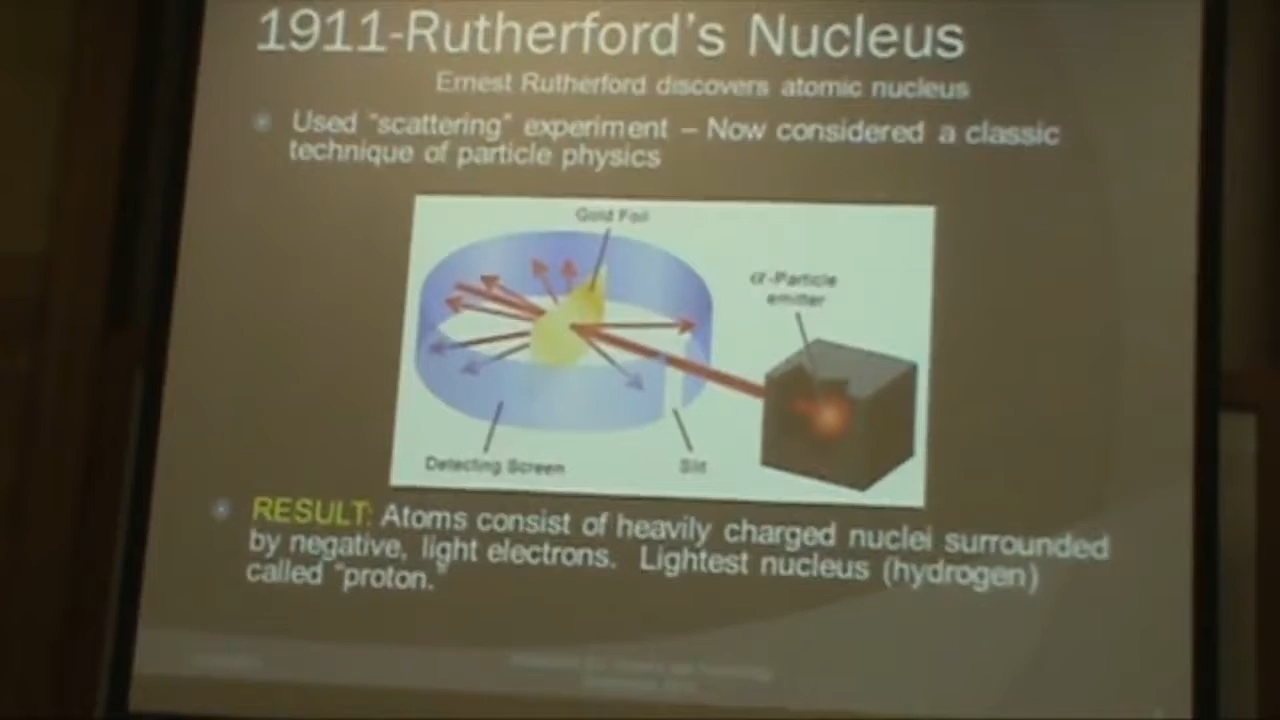 1911-Rutherford's Nucleus
Ernest Rutherford discovers atomic nucleus
Used "scattering" experiment – Now considered a classic
technique of particle physics
Gold Foil
α-Particle
emitter
Detecting Screen
Slit
RESULT: Atoms consist of heavily charged nuclei surrounded
by negative, light electrons. Lightest nucleus (hydrogen)
called "proton."